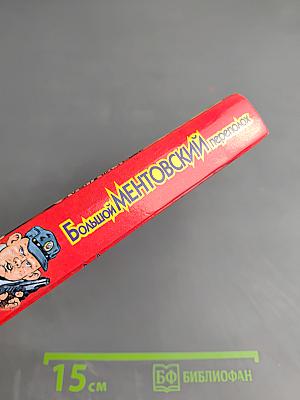 Большой МЕНТОВСКИЙ переполох
15 см
БФ БИБЛИОФАН